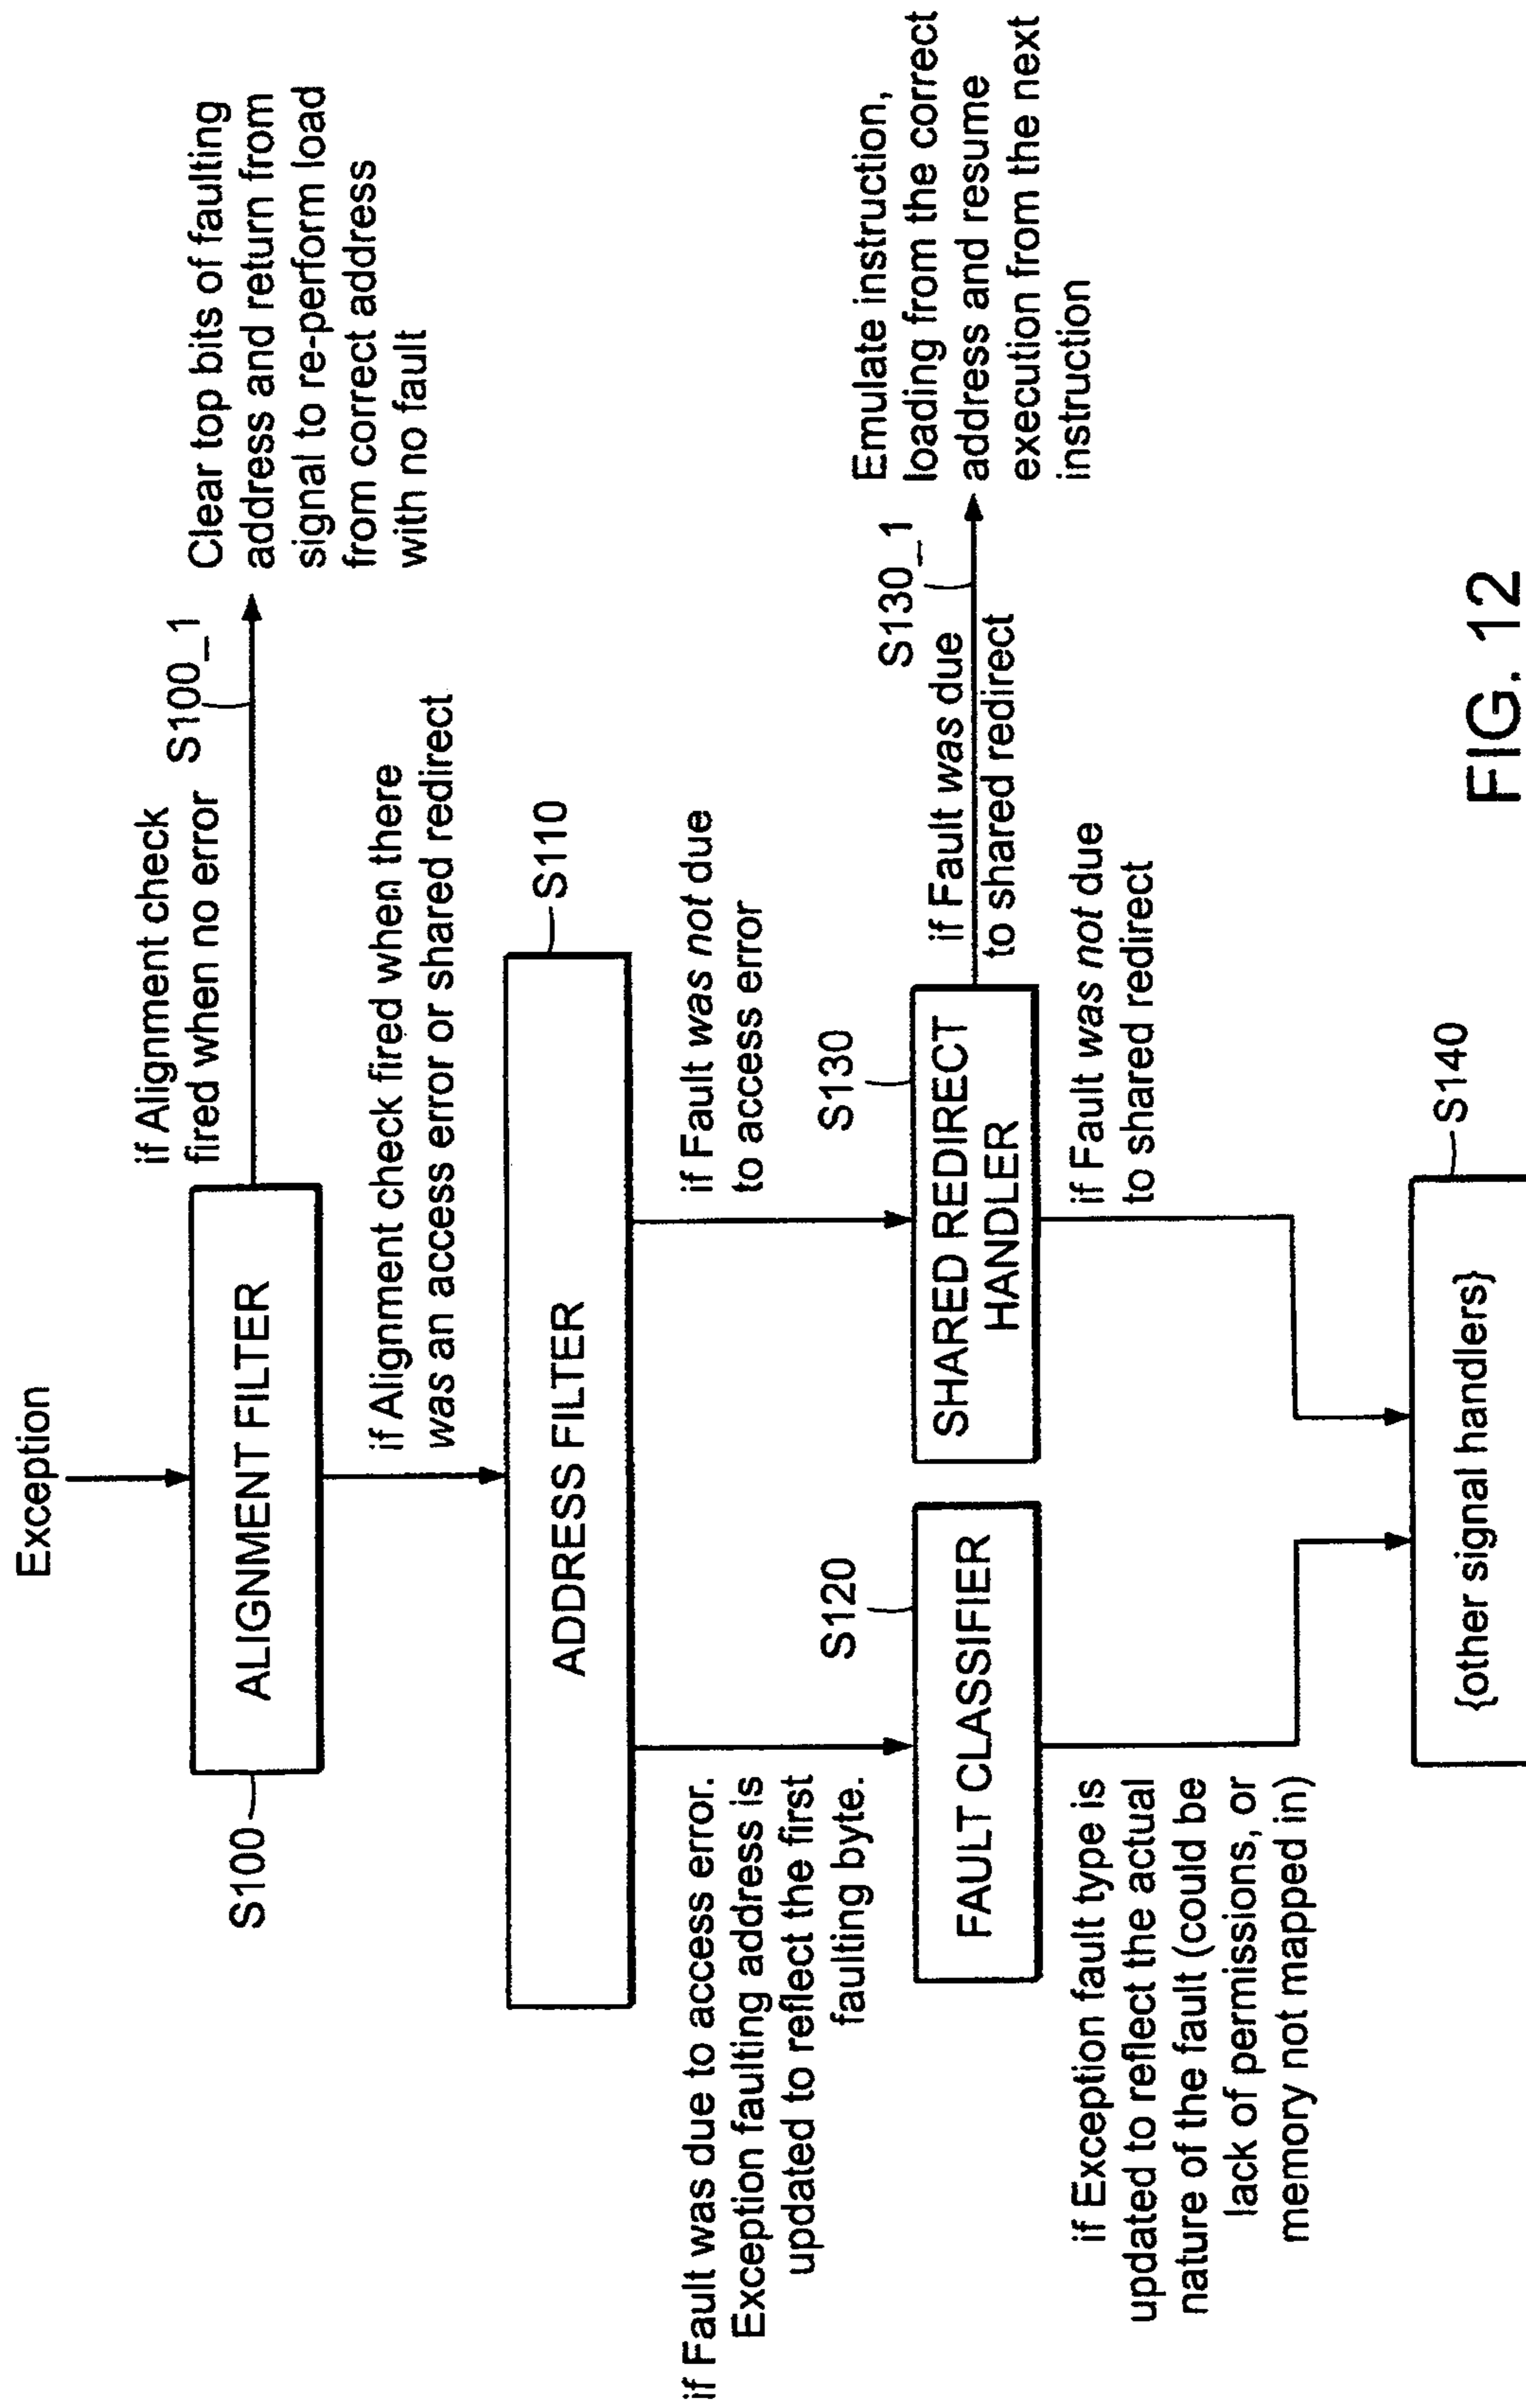 Exception
if Alignment check
fired when no error
S100_1
Clear top bits of faulting
address and return from
signal to re-perform load
from correct address
with no fault
S100
ALIGNMENT FILTER
if Alignment check fired when there
was an access error or shared redirect
S110
ADDRESS FILTER
if Fault was due to access error.
Exception faulting address is
updated to reflect the first
faulting byte.
if Fault was not due
to access error
S120
FAULT CLASSIFIER
S130
SHARED REDIRECT
HANDLER
if Fault was due
to shared redirect
S130_1
Emulate instruction,
loading from the correct
address and resume
execution from the next
instruction
if Exception fault type is
updated to reflect the actual
nature of the fault (could be
lack of permissions, or
memory not mapped in)
if Fault was not due
to shared redirect
S140
{other signal handlers}
FIG. 12